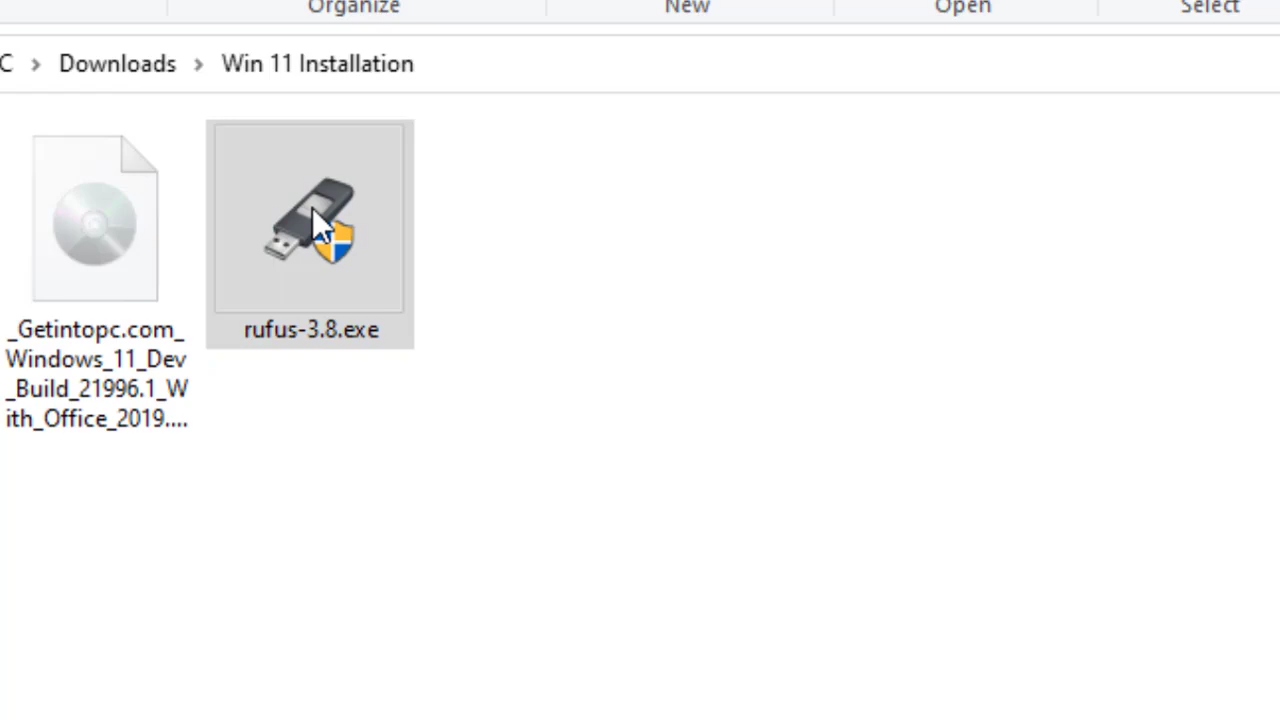 Organize New Open Select
C > Downloads > Win 11 Installation
_Getintopc.com_
Windows_11_Dev
_Build_21996.1_W
ith_Office_2019....
rufus-3.8.exe